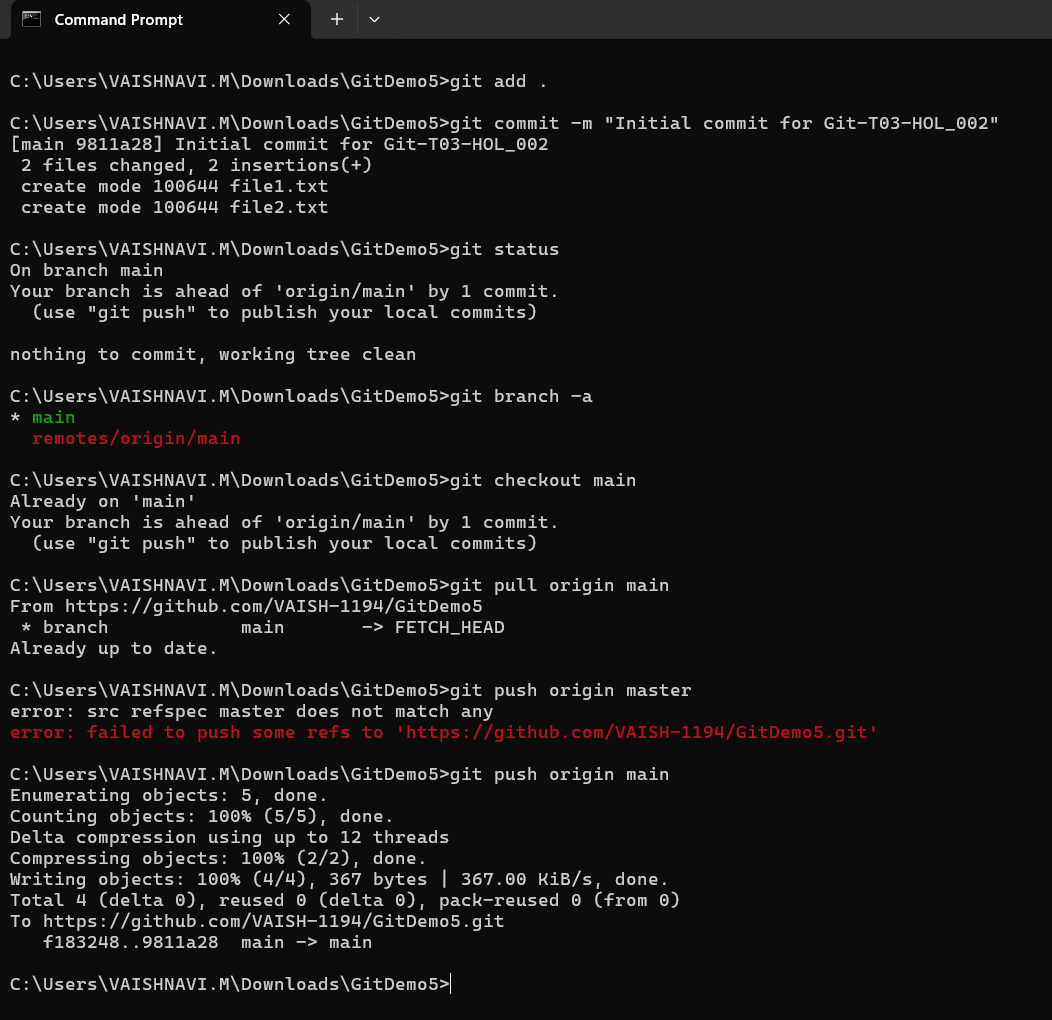 Command Prompt
C:\Users\VAISHNAVI.M\Downloads\GitDemo5>git add .
C:\Users\VAISHNAVI.M\Downloads\GitDemo5>git commit -m "Initial commit for Git-T03-HOL_002"
[main 9811a28] Initial commit for Git-T03-HOL_002
 2 files changed, 2 insertions(+)
 create mode 100644 file1.txt
 create mode 100644 file2.txt
C:\Users\VAISHNAVI.M\Downloads\GitDemo5>git status
On branch main
Your branch is ahead of 'origin/main' by 1 commit.
  (use "git push" to publish your local commits)
nothing to commit, working tree clean
C:\Users\VAISHNAVI.M\Downloads\GitDemo5>git branch -a
* main
  remotes/origin/main
C:\Users\VAISHNAVI.M\Downloads\GitDemo5>git checkout main
Already on 'main'
Your branch is ahead of 'origin/main' by 1 commit.
  (use "git push" to publish your local commits)
C:\Users\VAISHNAVI.M\Downloads\GitDemo5>git pull origin main
From https://github.com/VAISH-1194/GitDemo5
 * branch            main       -> FETCH_HEAD
Already up to date.
C:\Users\VAISHNAVI.M\Downloads\GitDemo5>git push origin master
error: src refspec master does not match any
error: failed to push some refs to 'https://github.com/VAISH-1194/GitDemo5.git'
C:\Users\VAISHNAVI.M\Downloads\GitDemo5>git push origin main
Enumerating objects: 5, done.
Counting objects: 100% (5/5), done.
Delta compression using up to 12 threads
Compressing objects: 100% (2/2), done.
Writing objects: 100% (4/4), 367 bytes | 367.00 KiB/s, done.
Total 4 (delta 0), reused 0 (delta 0), pack-reused 0 (from 0)
To https://github.com/VAISH-1194/GitDemo5.git
   f183248..9811a28  main -> main
C:\Users\VAISHNAVI.M\Downloads\GitDemo5>